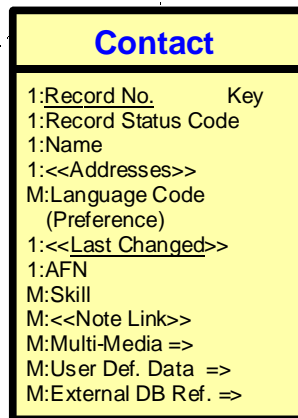 Contact
1:Record No. Key
1:Record Status Code
1:Name
1:<<Addresses>>
M:Language Code
(Preference)
1:<<Last Changed>>
1:AFN
M:Skill
M:<<Note Link>>
M:Multi-Media =>
M:User Def. Data =>
M:External DB Ref. =>